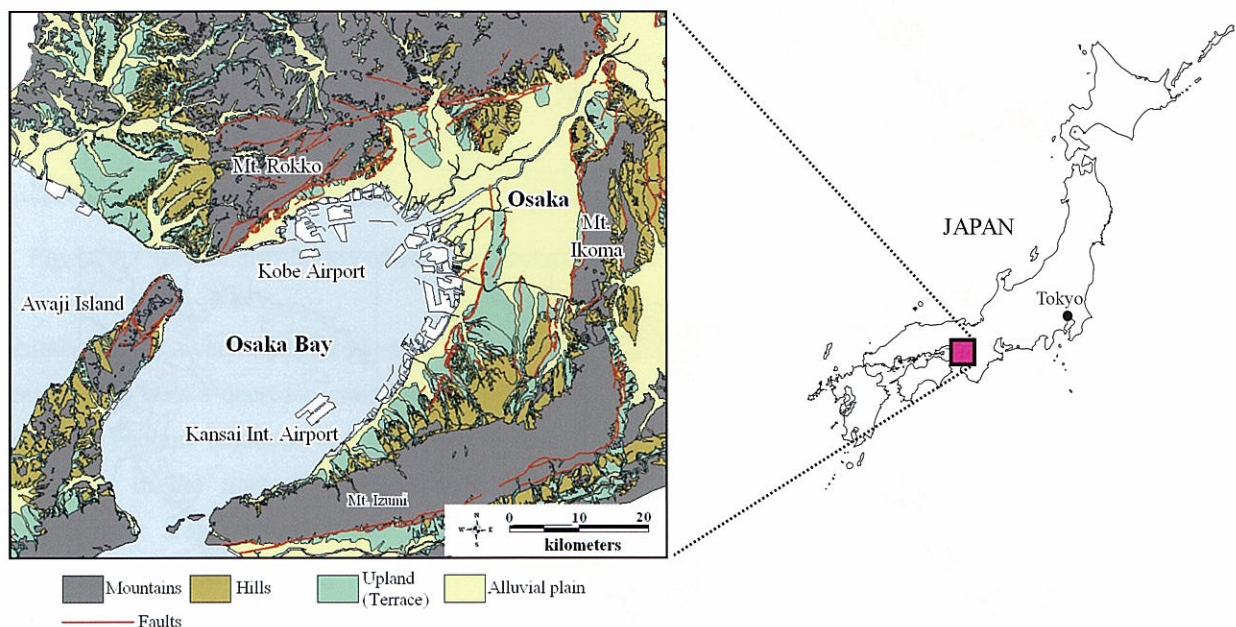 Mt. Rokko
Osaka
Mt.
Ikoma
Kobe Airport
Awaji Island
Osaka Bay
Kansai Int. Airport
Mt. Izumi
N
W E
S
0 10 20
kilometers
JAPAN
Tokyo
Mountains
Hills
Upland
(Terrace)
Alluvial plain
Faults